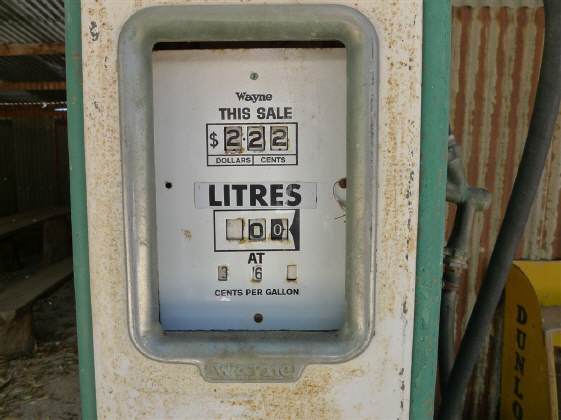 Wayne
THIS SALE
$ 2.22
DOLLARS CENTS
LITRES
00
AT
6
CENTS PER GALLON
Wayne
DUNLO